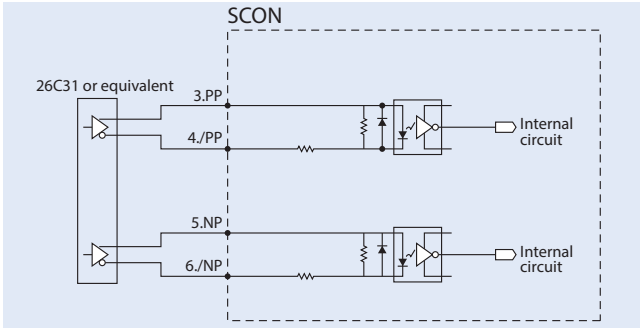 SCON
26C31 or equivalent
3.PP
4./PP
Internal
circuit
5.NP
6./NP
Internal
circuit